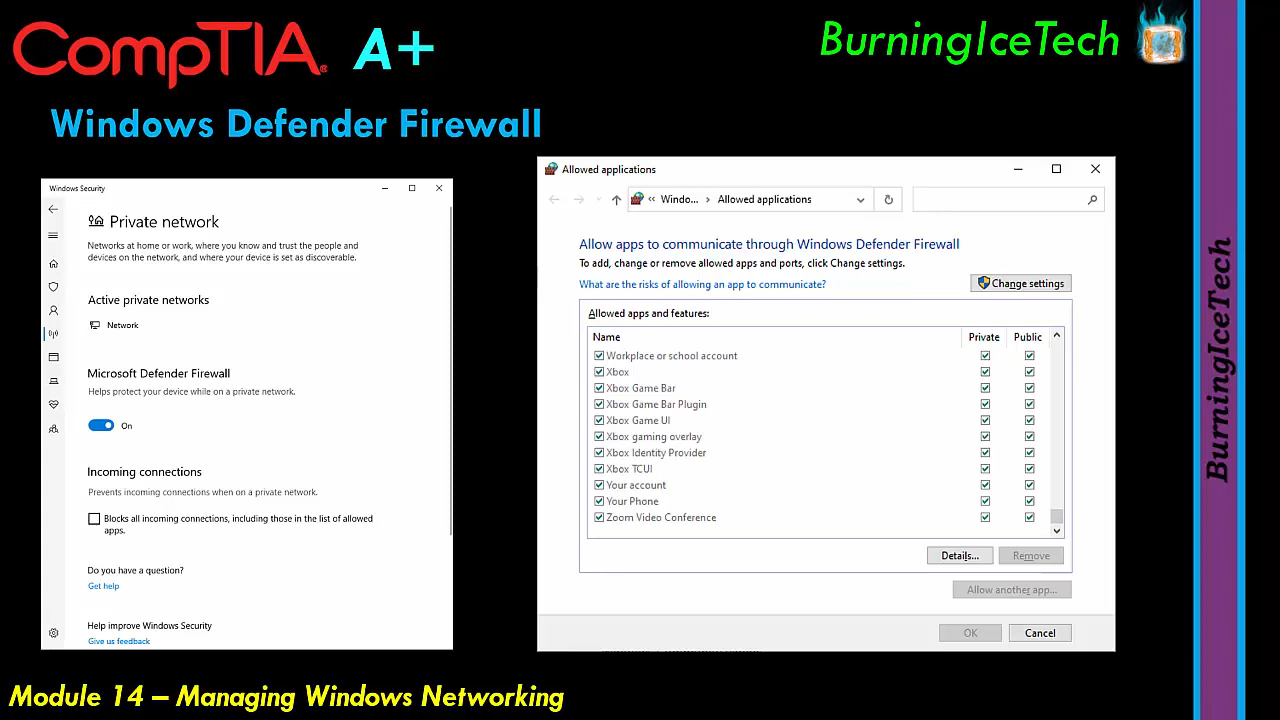 CompTIA. A+
BurningIceTech
Windows Defender Firewall
Windows Security
Private network
Networks at home or work, where you know and trust the people and
devices on the network, and where your device is set as discoverable.
Active private networks
Network
Microsoft Defender Firewall
Helps protect your device while on a private network.
On
Incoming connections
Prevents incoming connections when on a private network.
Blocks all incoming connections, including those in the list of allowed
apps.
Do you have a question?
Get help
Help improve Windows Security
Give us feedback
Allowed applications
« Windo... › Allowed applications
Allow apps to communicate through Windows Defender Firewall
To add, change or remove allowed apps and ports, click Change settings.
What are the risks of allowing an app to communicate?
Change settings
Allowed apps and features:
Name Private Public
Workplace or school account
Xbox
Xbox Game Bar
Xbox Game Bar Plugin
Xbox Game UI
Xbox gaming overlay
Xbox Identity Provider
Xbox TCUI
Your account
Your Phone
Zoom Video Conference
Details... Remove
Allow another app...
OK Cancel
BurningIceTech
Module 14 – Managing Windows Networking